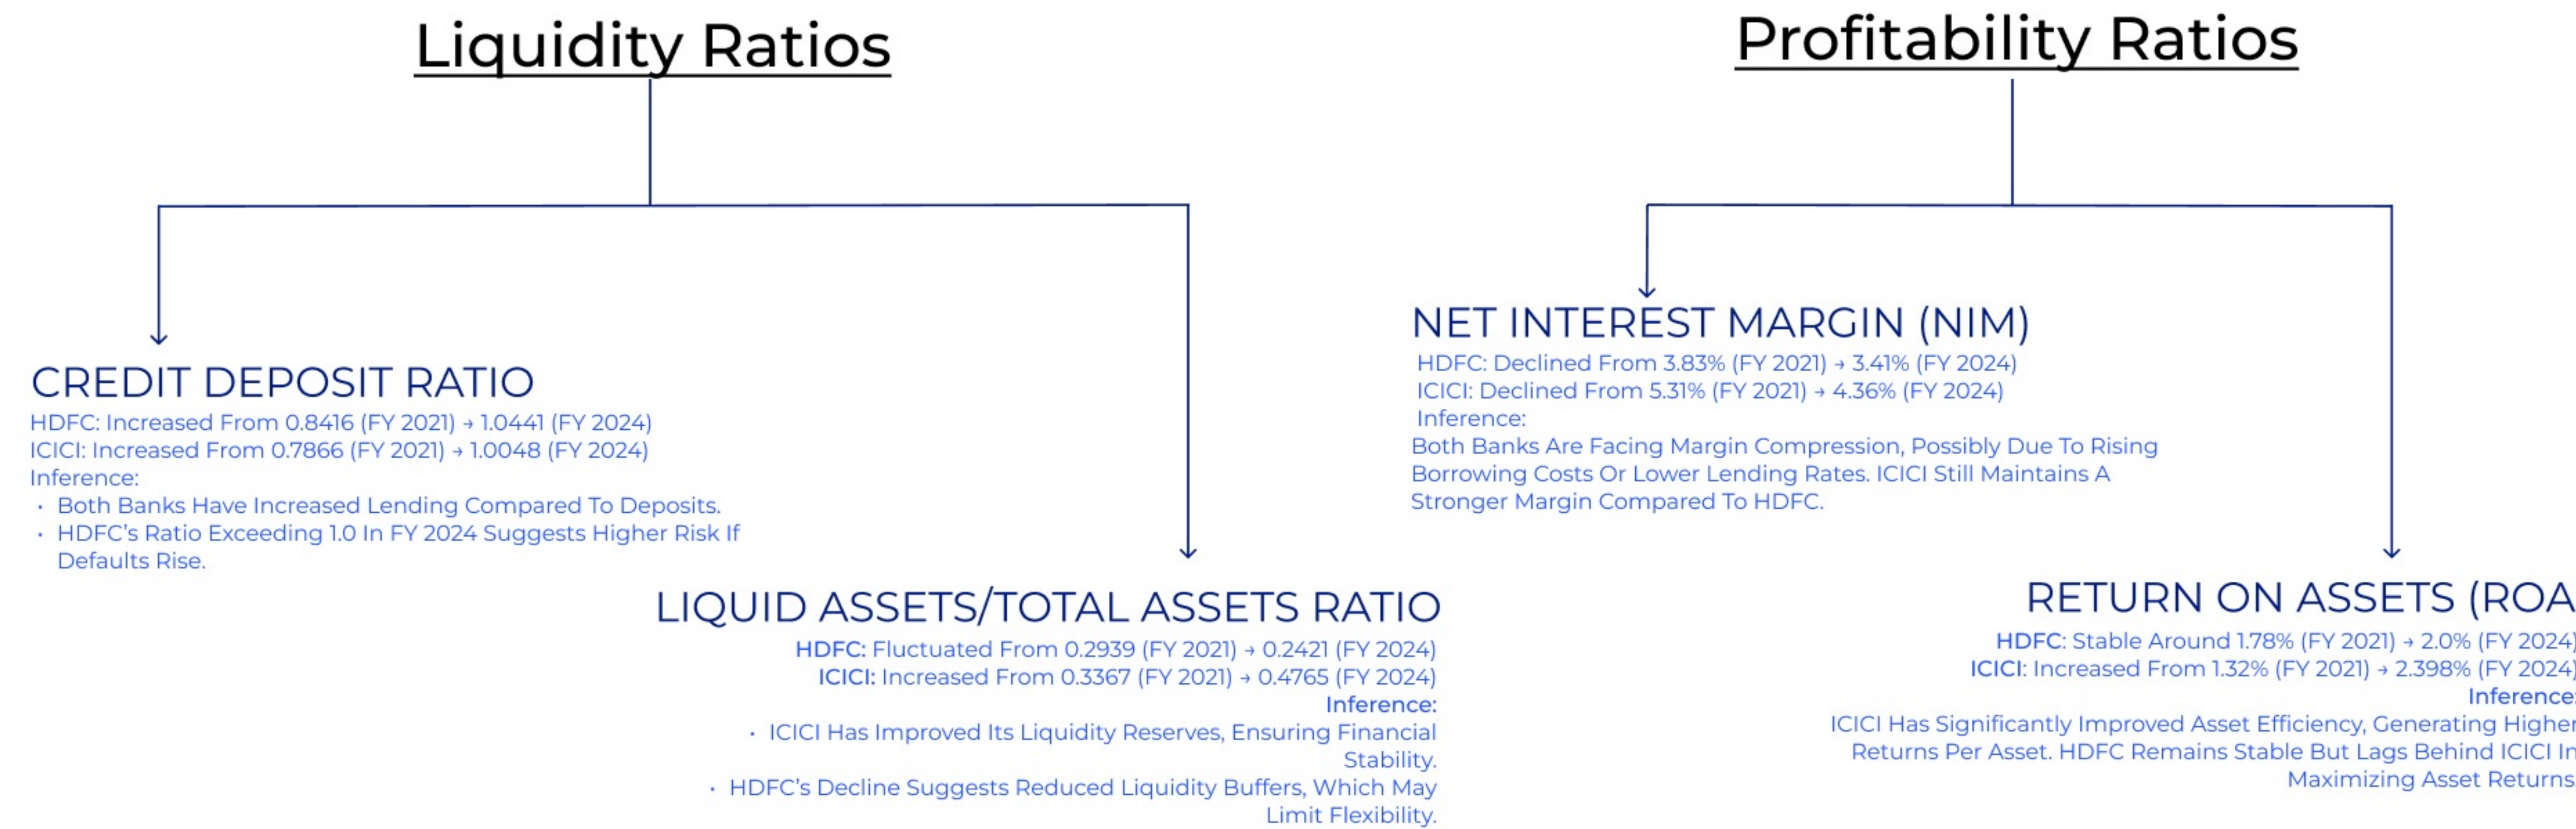 Liquidity Ratios
CREDIT DEPOSIT RATIO
HDFC: Increased From 0.8416 (FY 2021) → 1.0441 (FY 2024)
ICICI: Increased From 0.7866 (FY 2021) → 1.0048 (FY 2024)
Inference:
• Both Banks Have Increased Lending Compared To Deposits.
• HDFC’s Ratio Exceeding 1.0 In FY 2024 Suggests Higher Risk If
Defaults Rise.
LIQUID ASSETS/TOTAL ASSETS RATIO
HDFC: Fluctuated From 0.2939 (FY 2021) → 0.2421 (FY 2024)
ICICI: Increased From 0.3367 (FY 2021) → 0.4765 (FY 2024)
Inference:
• ICICI Has Improved Its Liquidity Reserves, Ensuring Financial
Stability.
• HDFC’s Decline Suggests Reduced Liquidity Buffers, Which May
Limit Flexibility.
Profitability Ratios
NET INTEREST MARGIN (NIM)
HDFC: Declined From 3.83% (FY 2021) → 3.41% (FY 2024)
ICICI: Declined From 5.31% (FY 2021) → 4.36% (FY 2024)
Inference:
Both Banks Are Facing Margin Compression, Possibly Due To Rising
Borrowing Costs Or Lower Lending Rates. ICICI Still Maintains A
Stronger Margin Compared To HDFC.
RETURN ON ASSETS (ROA
HDFC: Stable Around 1.78% (FY 2021) → 2.0% (FY 2024)
ICICI: Increased From 1.32% (FY 2021) → 2.398% (FY 2024)
Inference:
ICICI Has Significantly Improved Asset Efficiency, Generating Higher
Returns Per Asset. HDFC Remains Stable But Lags Behind ICICI In
Maximizing Asset Returns.